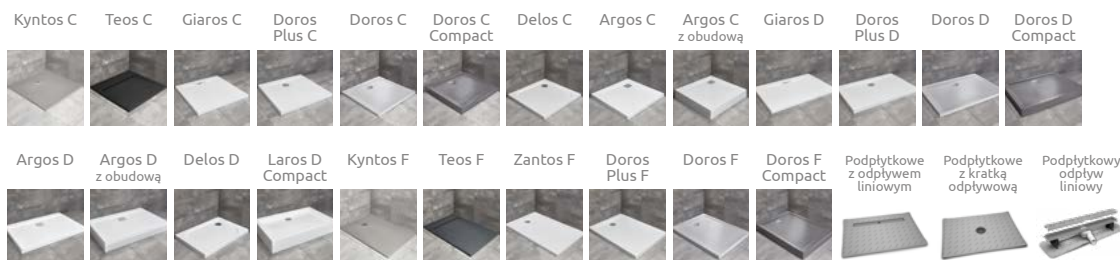 Kyntos C
Teos C
Giaros C
Doros
Plus C
Doros C
Doros C
Compact
Delos C
Argos C
Argos C
z obudową
Giaros D
Doros
Plus D
Doros D
Doros D
Compact
Argos D
Argos D
z obudową
Delos D
Laros D
Compact
Kyntos F
Teos F
Zantos F
Doros
Plus F
Doros F
Doros F
Compact
Podpłytkowe
z odpływem
liniowym
Podpłytkowe
z kratką
odpływową
Podpłytkowy
odpływ
liniowy